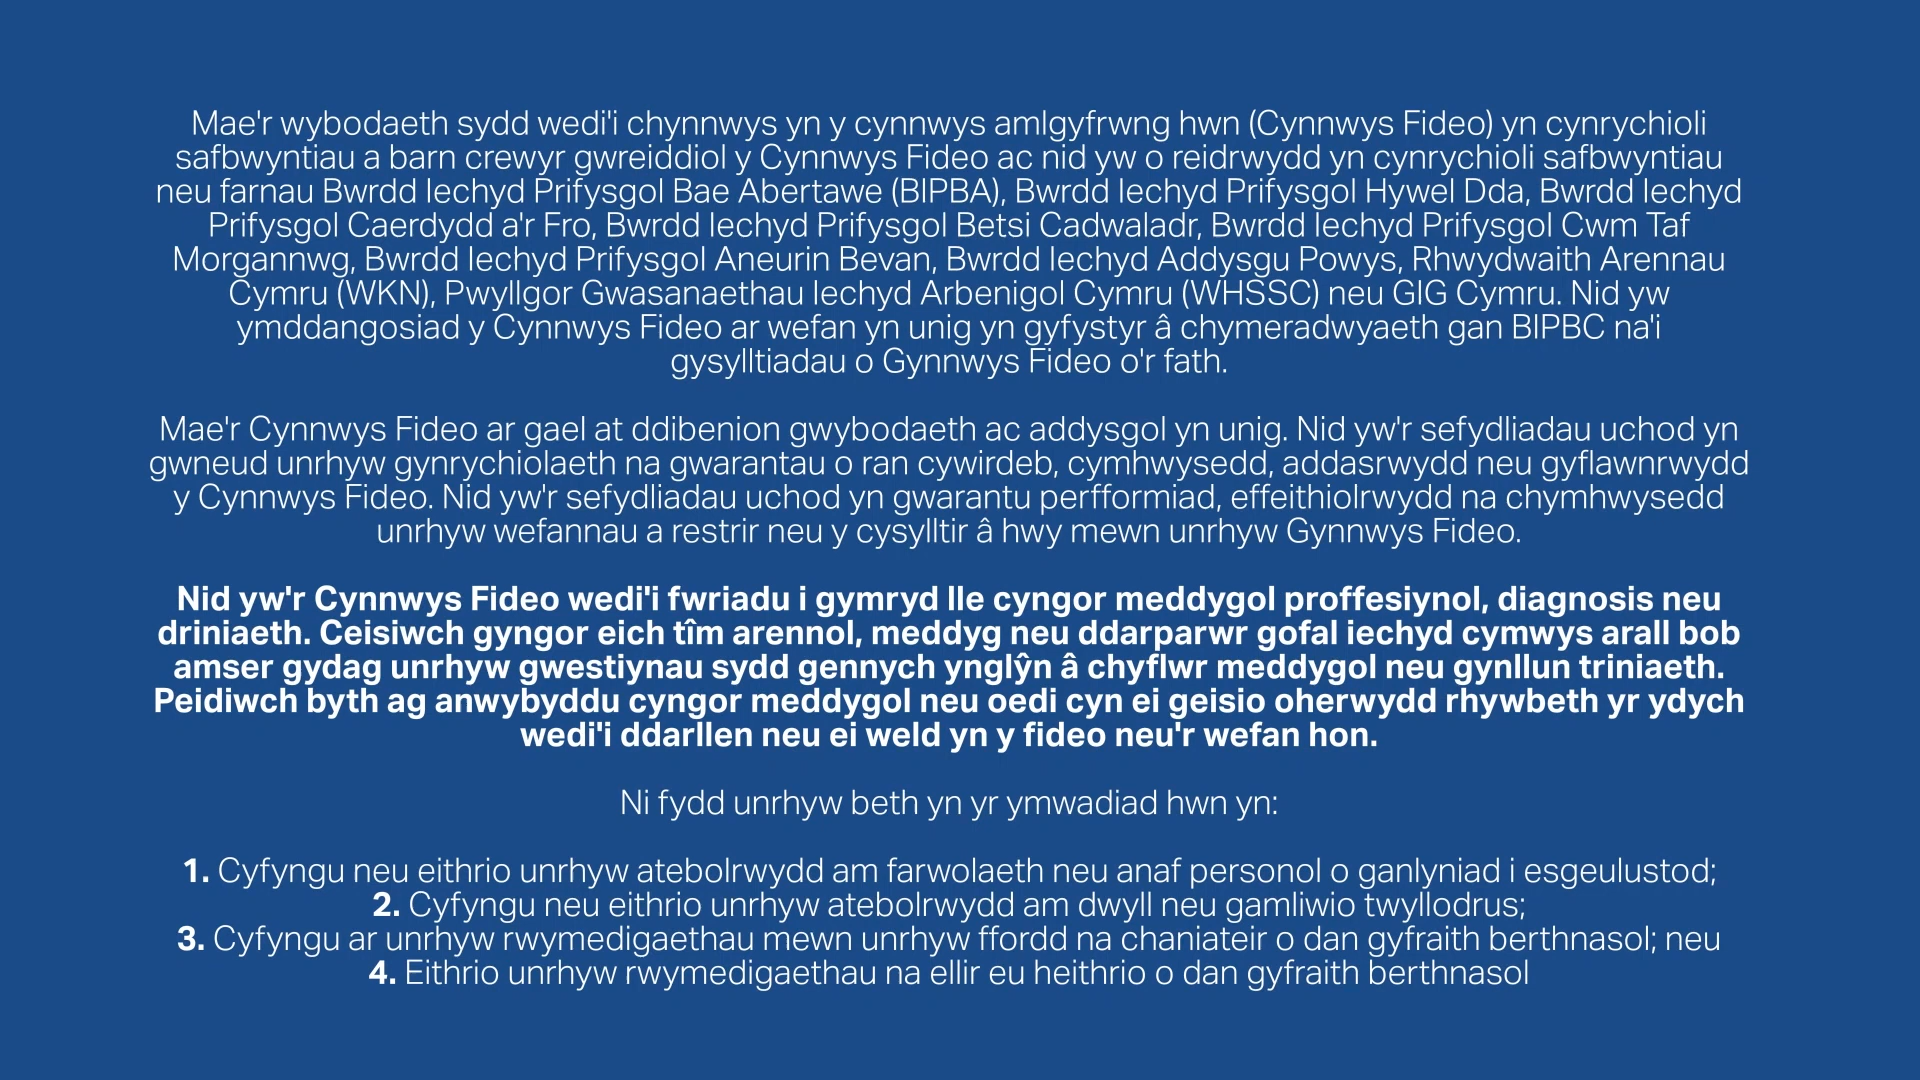 Mae'r wybodaeth sydd wedi'i chynnwys yn y cynnwys amlgyfrwng hwn (Cynnwys Fideo) yn cynrychioli
safbwyntiau a barn crewyr gwreiddiol y Cynnwys Fideo ac nid yw o reidrwydd yn cynrychioli safbwyntiau
neu farnau Bwrdd Iechyd Prifysgol Bae Abertawe (BIPBA), Bwrdd Iechyd Prifysgol Hywel Dda, Bwrdd Iechyd
Prifysgol Caerdydd a'r Fro, Bwrdd Iechyd Prifysgol Betsi Cadwaladr, Bwrdd Iechyd Prifysgol Cwm Taf
Morgannwg, Bwrdd Iechyd Prifysgol Aneurin Bevan, Bwrdd Iechyd Addysgu Powys, Rhwydwaith Arennau
Cymru (WKN), Pwyllgor Gwasanaethau Iechyd Arbenigol Cymru (WHSSC) neu GIG Cymru. Nid yw
ymddangosiad y Cynnwys Fideo ar wefan yn unig yn gyfystyr â chymeradwyaeth gan BIPBC na'i
gysylltiadau o Gynnwys Fideo o'r fath.
Mae'r Cynnwys Fideo ar gael at ddibenion gwybodaeth ac addysgol yn unig. Nid yw'r sefydliadau uchod yn
gwneud unrhyw gynrychiolaeth na gwarantau o ran cywirdeb, cymhwysedd, addasrwydd neu gyflawnrwydd
y Cynnwys Fideo. Nid yw'r sefydliadau uchod yn gwarantu perfformiad, effeithiolrwydd na chymhwysedd
unrhyw wefannau a restrir neu y cysylltir â hwy mewn unrhyw Gynnwys Fideo.
Nid yw'r Cynnwys Fideo wedi'i fwriadu i gymryd lle cyngor meddygol proffesiynol, diagnosis neu
driniaeth. Ceisiwch gyngor eich tîm arennol, meddyg neu ddarparwr gofal iechyd cymwys arall bob
amser gydag unrhyw gwestiynau sydd gennych ynglŷn â chyflwr meddygol neu gynllun triniaeth.
Peidiwch byth ag anwybyddu cyngor meddygol neu oedi cyn ei geisio oherwydd rhywbeth yr ydych
wedi'i ddarllen neu ei weld yn y fideo neu'r wefan hon.
Ni fydd unrhyw beth yn yr ymwadiad hwn yn:
1. Cyfyngu neu eithrio unrhyw atebolrwydd am farwolaeth neu anaf personol o ganlyniad i esgeulustod;
2. Cyfyngu neu eithrio unrhyw atebolrwydd am dwyll neu gamliwio twyllodrus;
3. Cyfyngu ar unrhyw rwymedigaethau mewn unrhyw ffordd na chaniateir o dan gyfraith berthnasol; neu
4. Eithrio unrhyw rwymedigaethau na ellir eu heithrio o dan gyfraith berthnasol